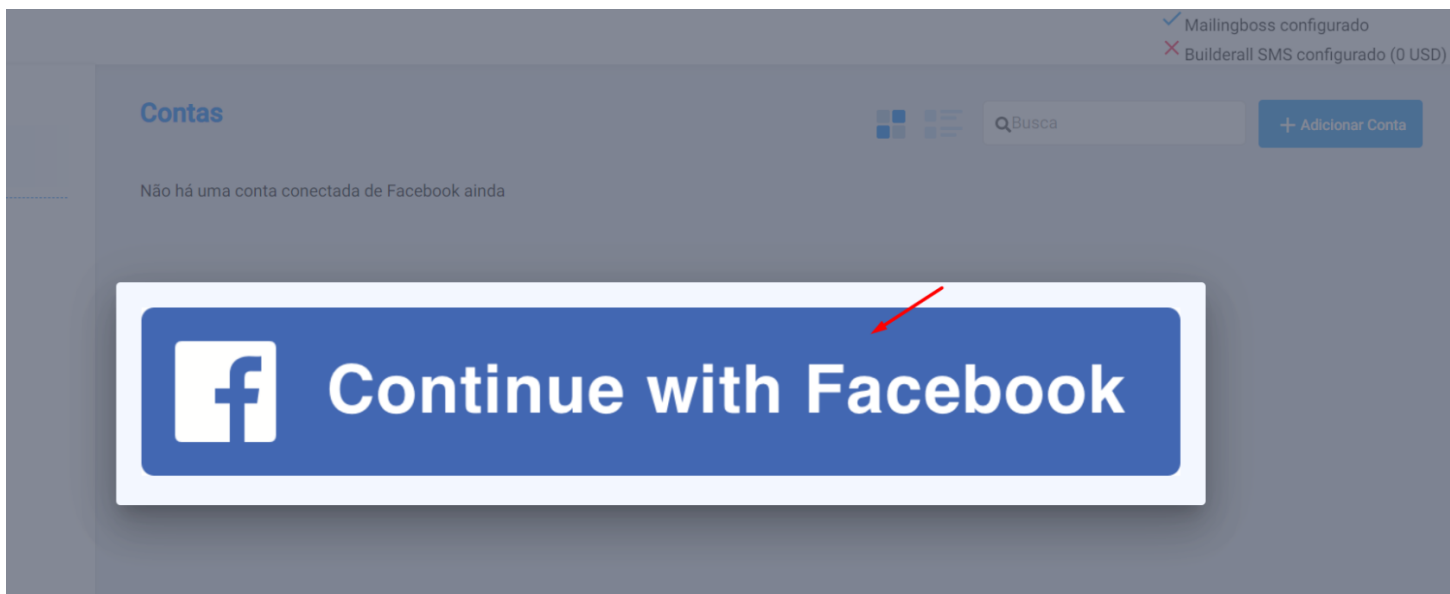 Mailingboss configurado
Builderall SMS configurado (0 USD)
Contas
Busca
+ Adicionar Conta
Não há uma conta conectada de Facebook ainda
Continue with Facebook